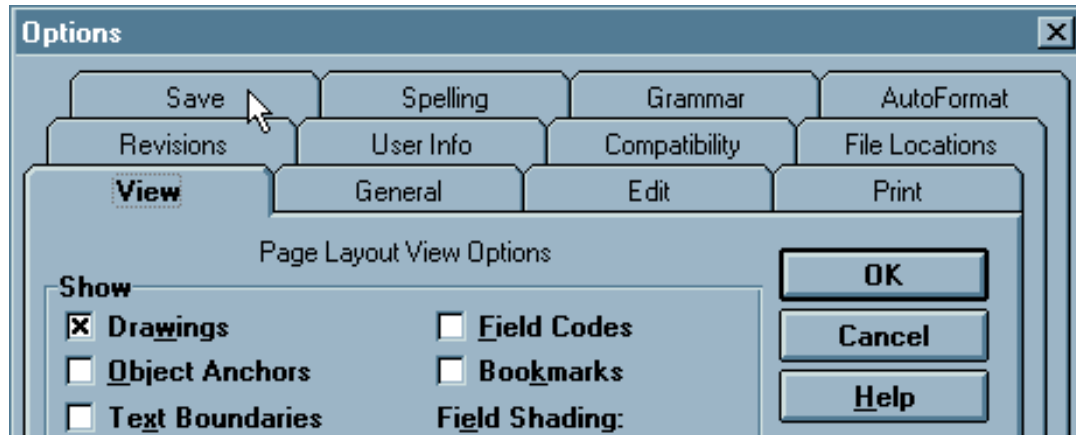 Options
Save Spelling Grammar AutoFormat
Revisions User Info Compatibility File Locations
View General Edit Print
Page Layout View Options
OK
Show
Drawings Field Codes
Cancel
Object Anchors Bookmarks
Help
Text Boundaries Field Shading: